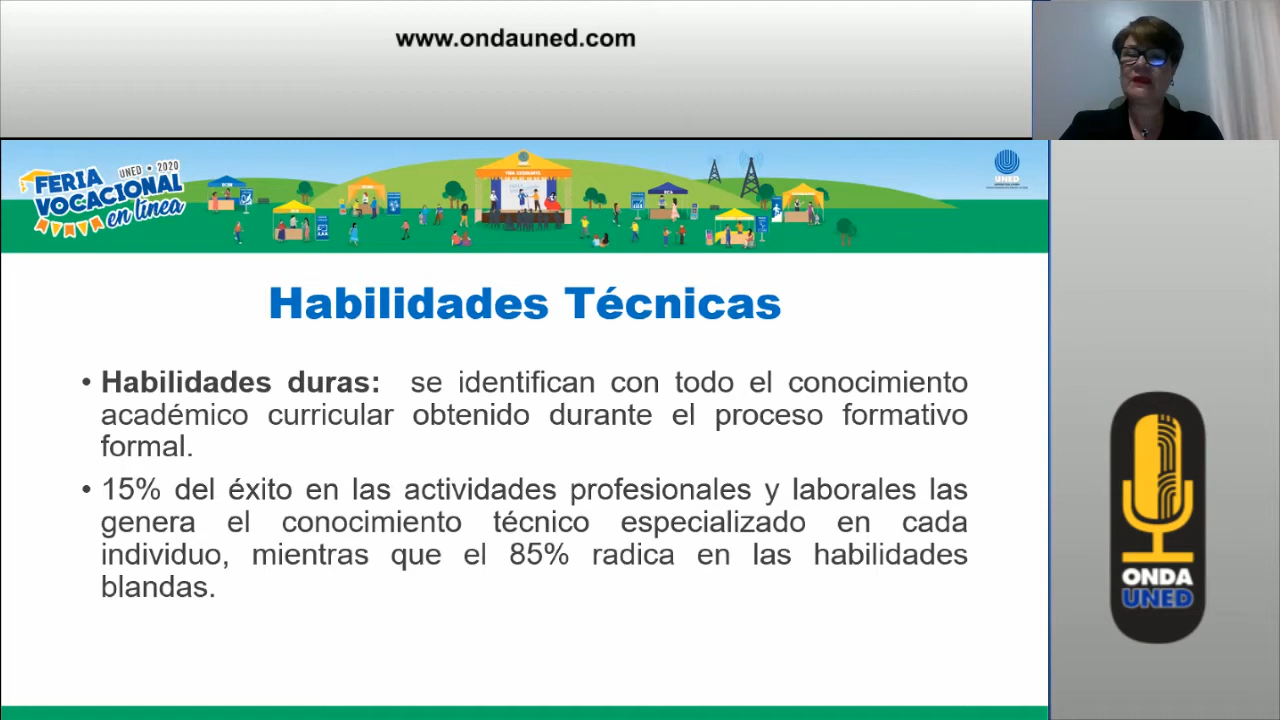 www.ondauned.com
UNED • 2020
FERIA
VOCACIONAL
en línea
UNED
Habilidades Técnicas
• Habilidades duras: se identifican con todo el conocimiento
académico curricular obtenido durante el proceso formativo
formal.
• 15% del éxito en las actividades profesionales y laborales las
genera el conocimiento técnico especializado en cada
individuo, mientras que el 85% radica en las habilidades
blandas.
ONDA
UNED